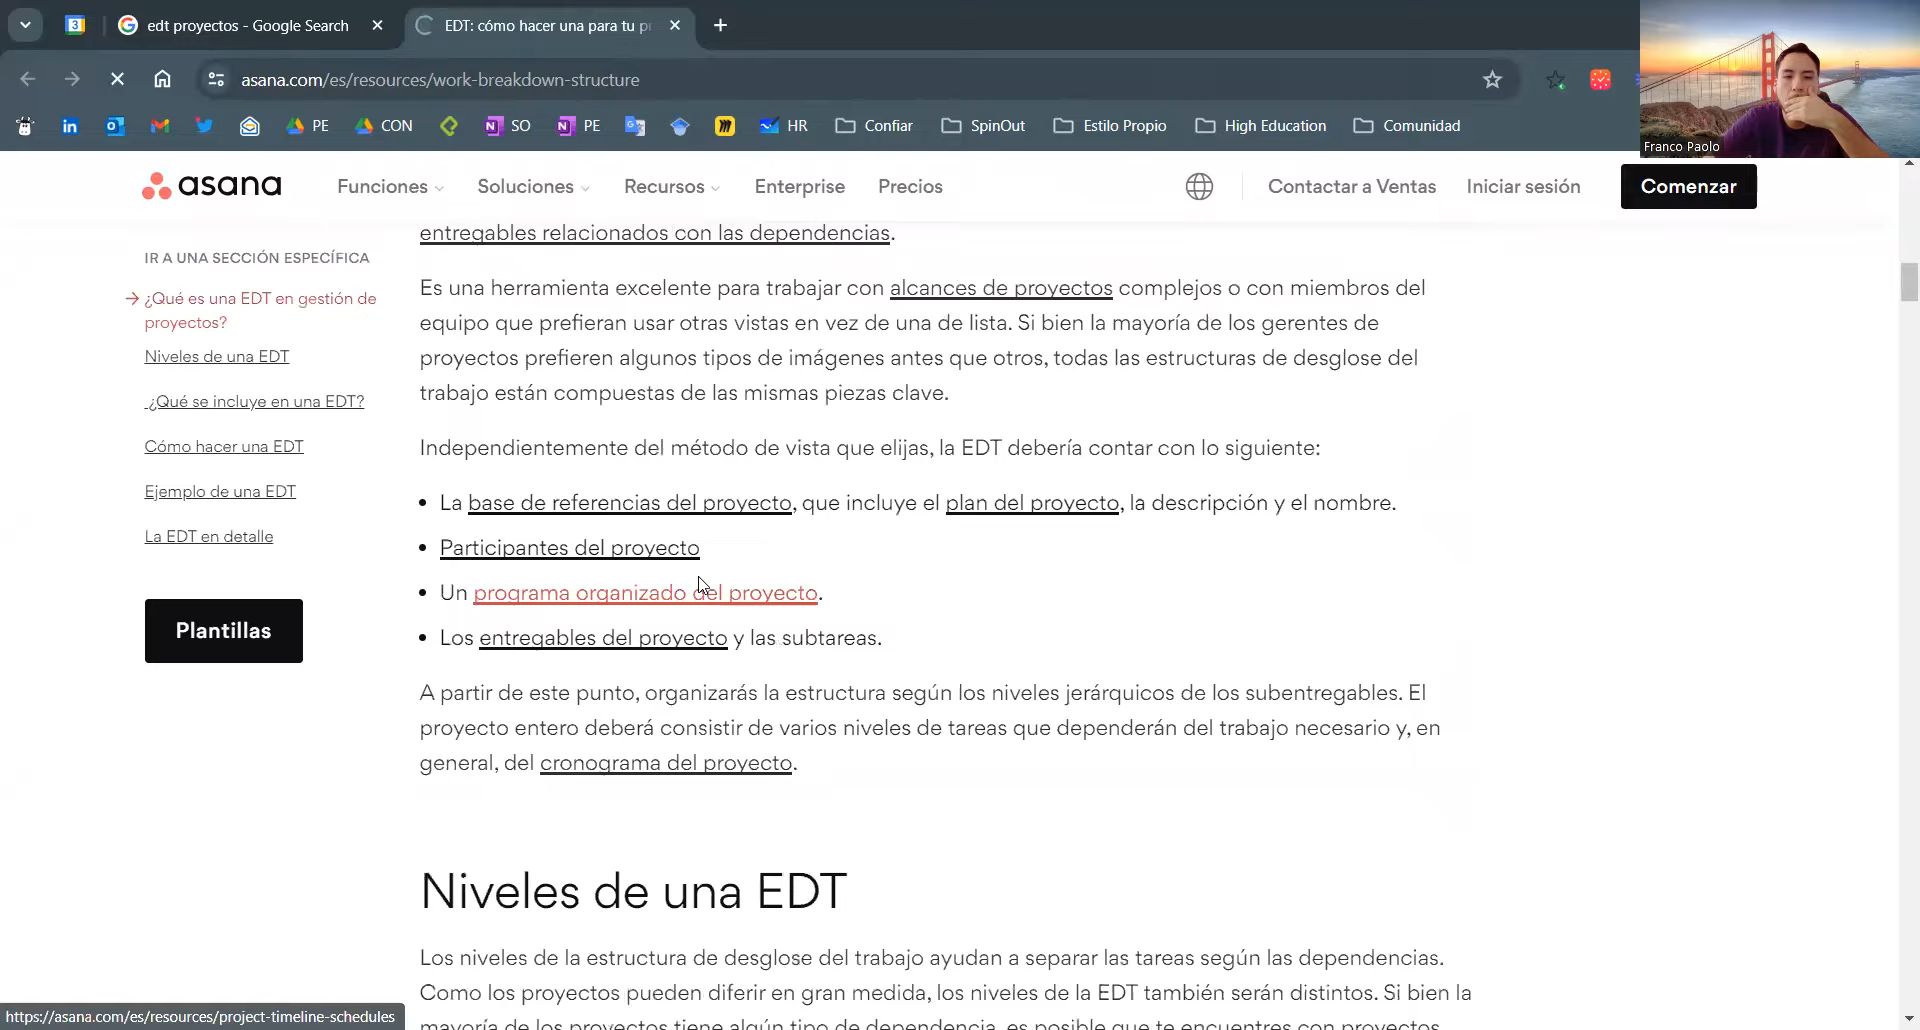 edt proyectos - Google Search
EDT: cómo hacer una para tu p
asana.com/es/resources/work-breakdown-structure
PE
CON
SO
PE
HR
Confiar
SpinOut
Estilo Propio
High Education
Comunidad
Franco Paolo
asana
Funciones
Soluciones
Recursos
Enterprise
Precios
Contactar a Ventas
Iniciar sesión
Comenzar
IR A UNA SECCIÓN ESPECÍFICA
→ ¿Qué es una EDT en gestión de
proyectos?
Niveles de una EDT
¿Qué se incluye en una EDT?
Cómo hacer una EDT
Ejemplo de una EDT
La EDT en detalle
Plantillas
entregables relacionados con las dependencias.
Es una herramienta excelente para trabajar con alcances de proyectos complejos o con miembros del
equipo que prefieran usar otras vistas en vez de una de lista. Si bien la mayoría de los gerentes de
proyectos prefieren algunos tipos de imágenes antes que otros, todas las estructuras de desglose del
trabajo están compuestas de las mismas piezas clave.
Independientemente del método de vista que elijas, la EDT debería contar con lo siguiente:
• La base de referencias del proyecto, que incluye el plan del proyecto, la descripción y el nombre.
• Participantes del proyecto
• Un programa organizado del proyecto.
• Los entregables del proyecto y las subtareas.
A partir de este punto, organizarás la estructura según los niveles jerárquicos de los subentregables. El
proyecto entero deberá consistir de varios niveles de tareas que dependerán del trabajo necesario y, en
general, del cronograma del proyecto.
Niveles de una EDT
Los niveles de la estructura de desglose del trabajo ayudan a separar las tareas según las dependencias.
Como los proyectos pueden diferir en gran medida, los niveles de la EDT también serán distintos. Si bien la
mayoría de los proyectos tiene algún tipo de dependencia, es posible que te encuentres con proyectos
https://asana.com/es/resources/project-timeline-schedules